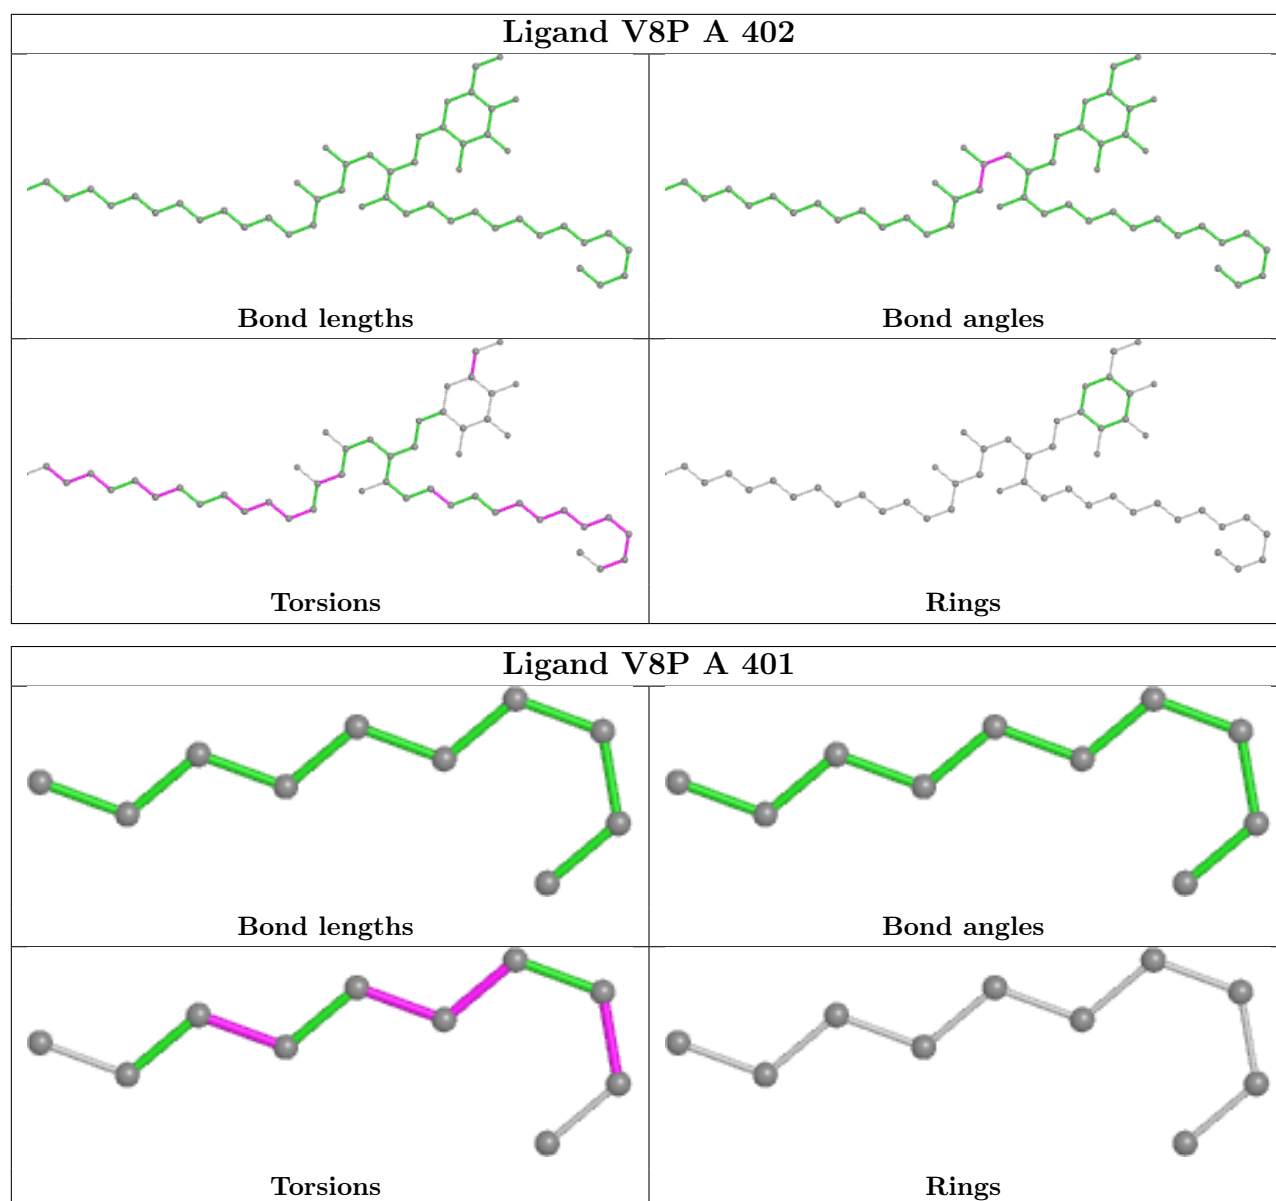 Ligand V8P A 402
Bond lengths
Bond angles
Torsions
Rings
Ligand V8P A 401
Bond lengths
Bond angles
Torsions
Rings